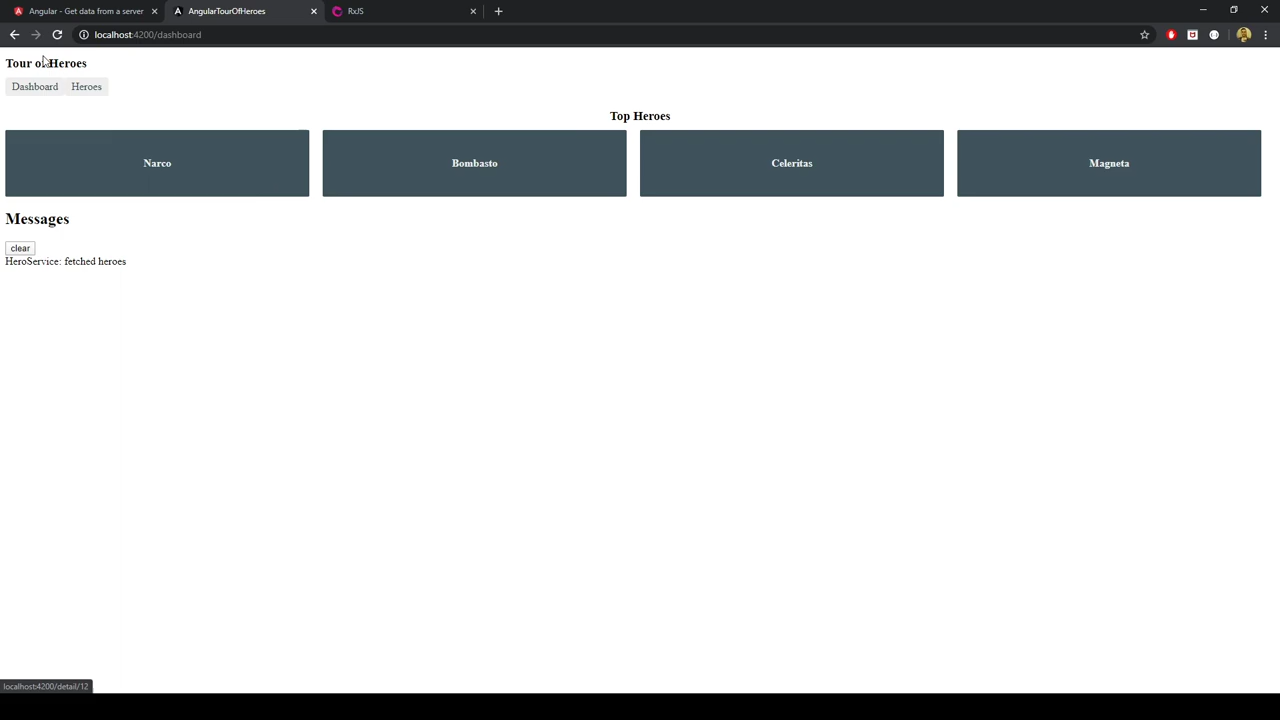 Angular - Get data from a server
AngularTourOfHeroes
RxJS
localhost:4200/dashboard
Tour of Heroes
Dashboard
Heroes
Top Heroes
Narco
Bombasto
Celeritas
Magneta
Messages
clear
HeroService: fetched heroes
localhost:4200/detail/12